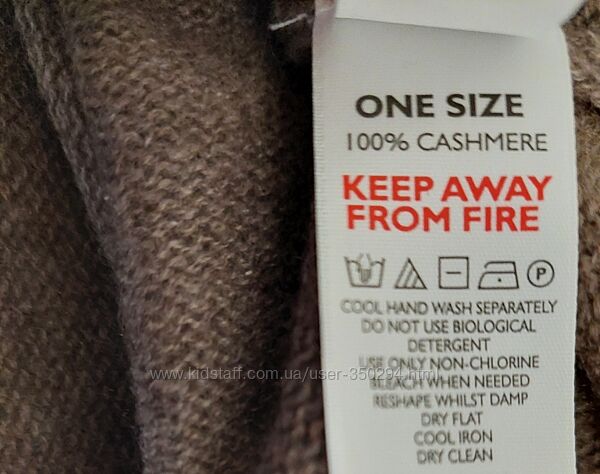 ONE SIZE
100% CASHMERE
KEEP AWAY
FROM FIRE
P
COOL HAND WASH SEPARATELY
DO NOT USE BIOLOGICAL
DETERGENT
USE ONLY NON-CHLORINE
www.kidstaff.com.ua/user-350294.html
BLEACH WHEN NEEDED
RESHAPE WHILST DAMP
DRY FLAT
COOL IRON
DRY CLEAN